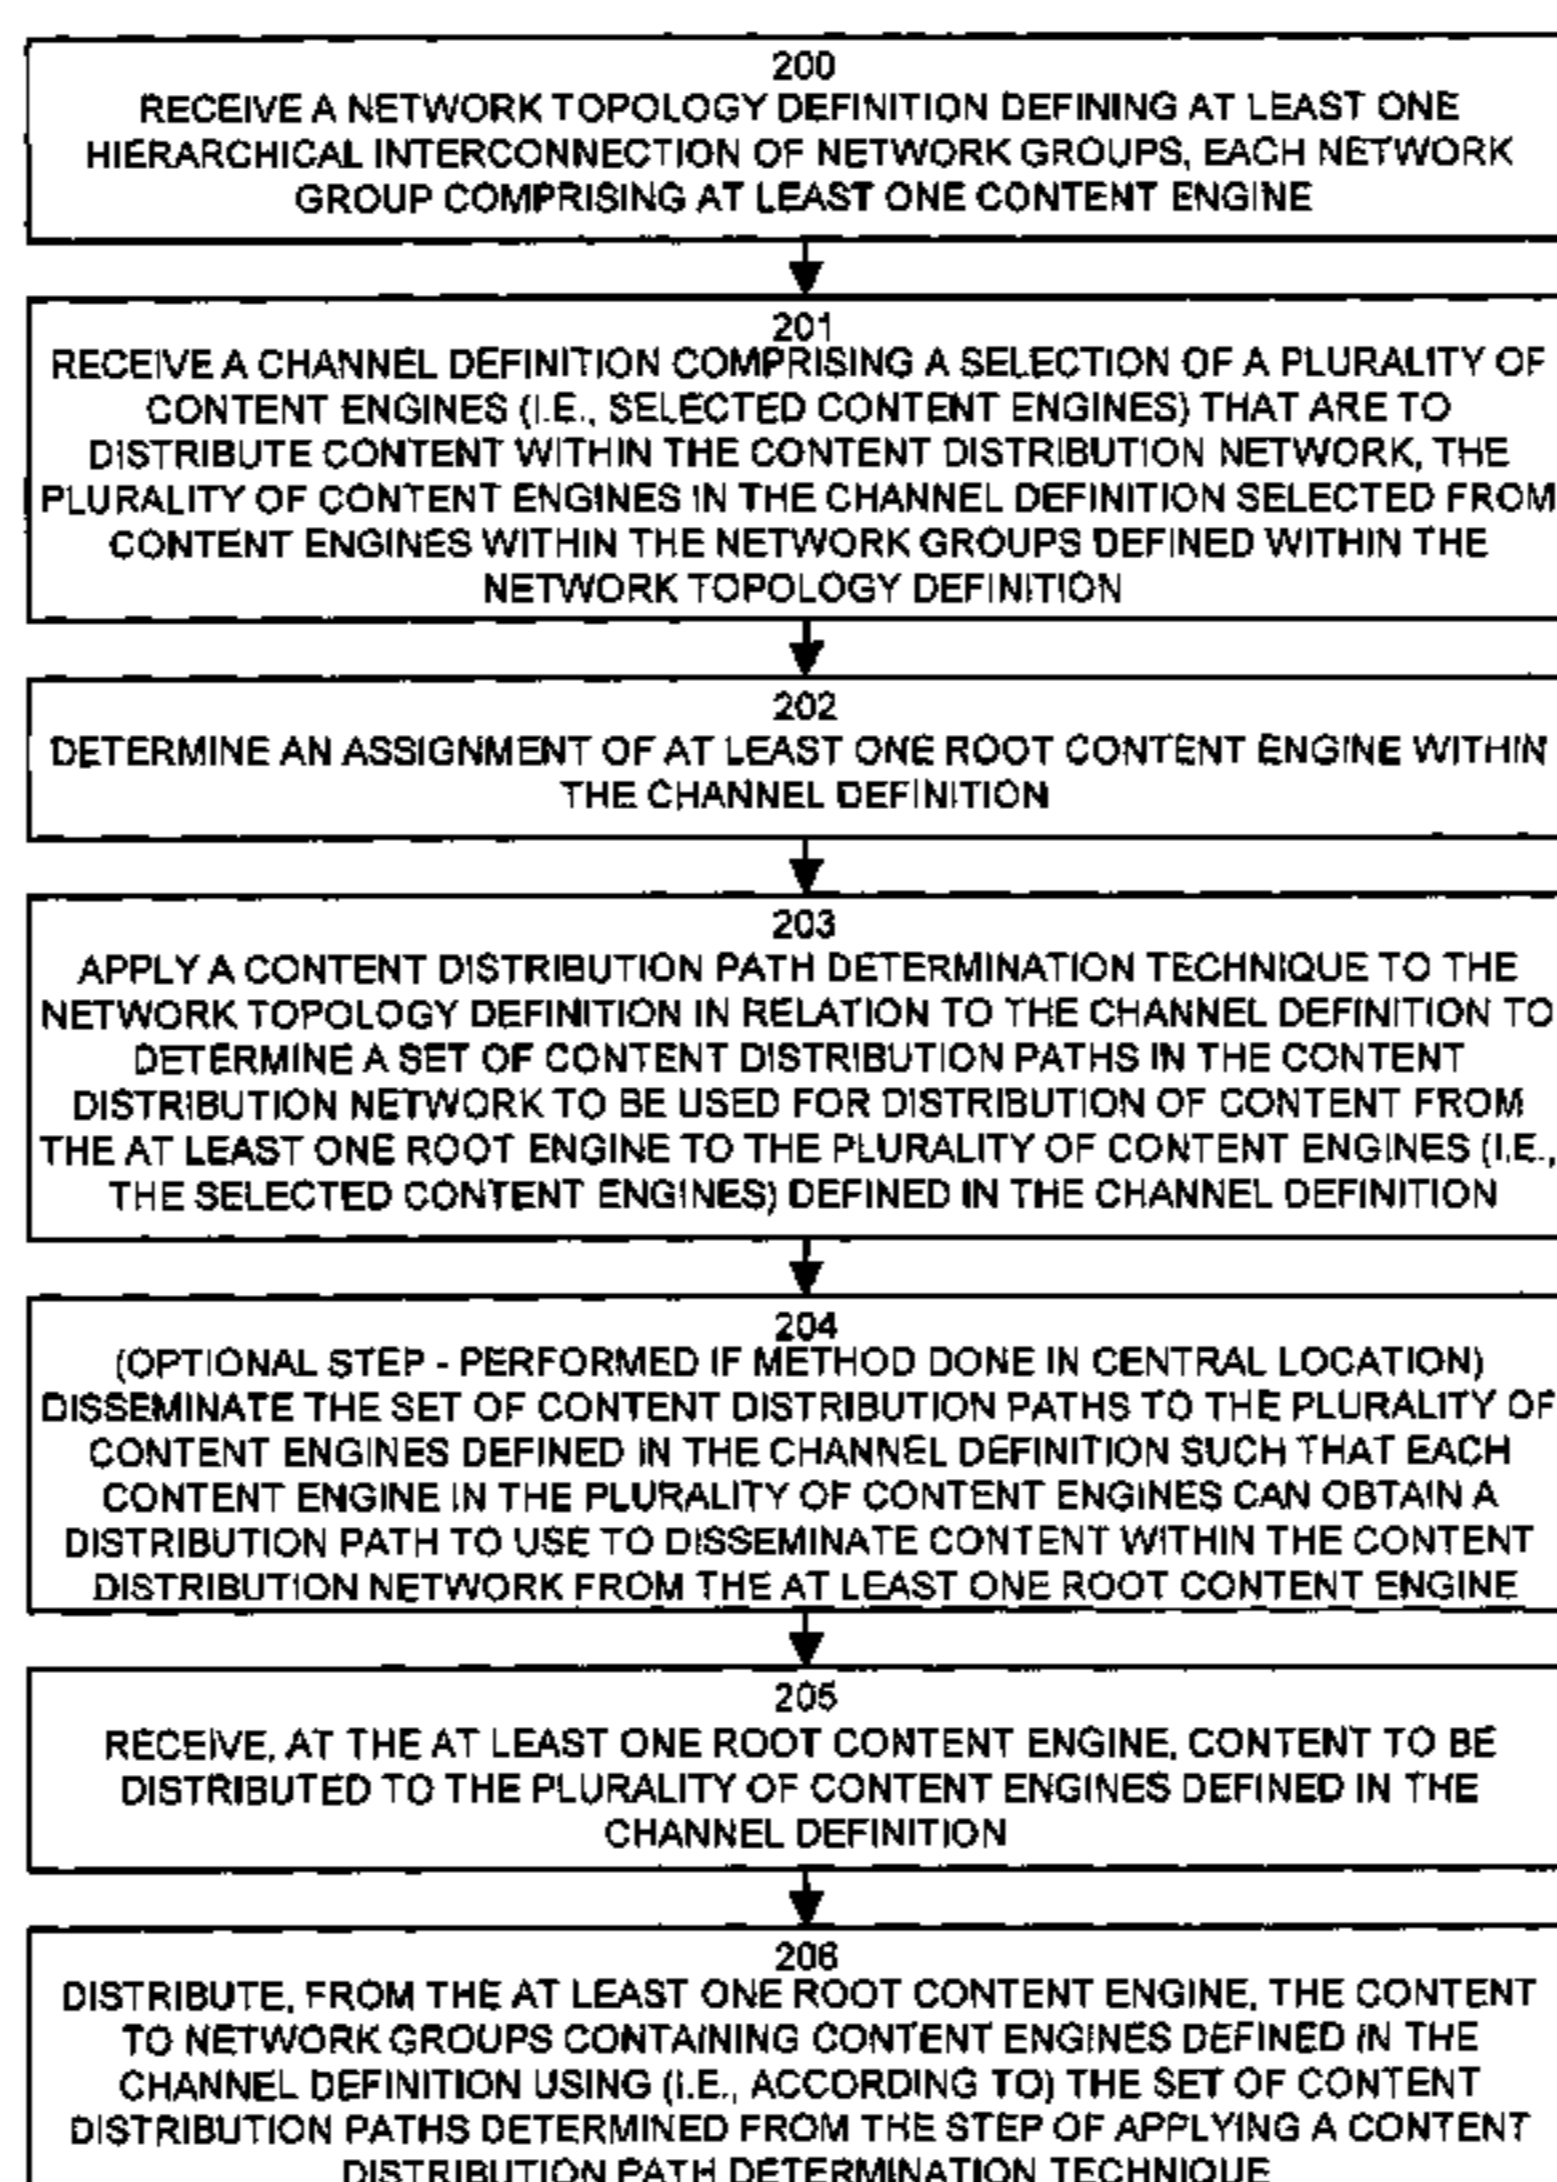 200
RECEIVE A NETWORK TOPOLOGY DEFINITION DEFINING AT LEAST ONE
HIERARCHICAL INTERCONNECTION OF NETWORK GROUPS, EACH NETWORK
GROUP COMPRISING AT LEAST ONE CONTENT ENGINE
201
RECEIVE A CHANNEL DEFINITION COMPRISING A SELECTION OF A PLURALITY OF
CONTENT ENGINES (I.E., SELECTED CONTENT ENGINES) THAT ARE TO
DISTRIBUTE CONTENT WITHIN THE CONTENT DISTRIBUTION NETWORK, THE
PLURALITY OF CONTENT ENGINES IN THE CHANNEL DEFINITION SELECTED FROM
CONTENT ENGINES WITHIN THE NETWORK GROUPS DEFINED WITHIN THE
NETWORK TOPOLOGY DEFINITION
202
DETERMINE AN ASSIGNMENT OF AT LEAST ONE ROOT CONTENT ENGINE WITHIN
THE CHANNEL DEFINITION
203
APPLY A CONTENT DISTRIBUTION PATH DETERMINATION TECHNIQUE TO THE
NETWORK TOPOLOGY DEFINITION IN RELATION TO THE CHANNEL DEFINITION TO
DETERMINE A SET OF CONTENT DISTRIBUTION PATHS IN THE CONTENT
DISTRIBUTION NETWORK TO BE USED FOR DISTRIBUTION OF CONTENT FROM
THE AT LEAST ONE ROOT ENGINE TO THE PLURALITY OF CONTENT ENGINES (I.E.,
THE SELECTED CONTENT ENGINES) DEFINED IN THE CHANNEL DEFINITION
204
(OPTIONAL STEP - PERFORMED IF METHOD DONE IN CENTRAL LOCATION)
DISSEMINATE THE SET OF CONTENT DISTRIBUTION PATHS TO THE PLURALITY OF
CONTENT ENGINES DEFINED IN THE CHANNEL DEFINITION SUCH THAT EACH
CONTENT ENGINE IN THE PLURALITY OF CONTENT ENGINES CAN OBTAIN A
DISTRIBUTION PATH TO USE TO DISSEMINATE CONTENT WITHIN THE CONTENT
DISTRIBUTION NETWORK FROM THE AT LEAST ONE ROOT CONTENT ENGINE
205
RECEIVE, AT THE AT LEAST ONE ROOT CONTENT ENGINE, CONTENT TO BE
DISTRIBUTED TO THE PLURALITY OF CONTENT ENGINES DEFINED IN THE
CHANNEL DEFINITION
206
DISTRIBUTE, FROM THE AT LEAST ONE ROOT CONTENT ENGINE, THE CONTENT
TO NETWORK GROUPS CONTAINING CONTENT ENGINES DEFINED IN THE
CHANNEL DEFINITION USING (I.E., ACCORDING TO) THE SET OF CONTENT
DISTRIBUTION PATHS DETERMINED FROM THE STEP OF APPLYING A CONTENT
DISTRIBUTION PATH DETERMINATION TECHNIQUE